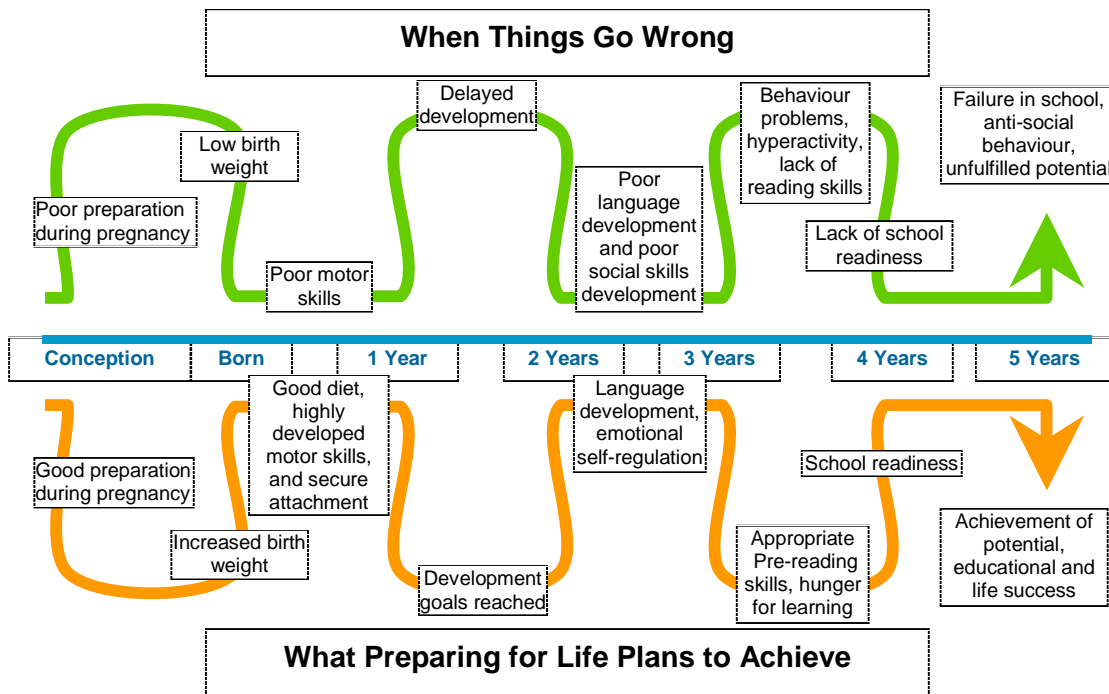 When Things Go Wrong
Delayed
development
Behaviour
problems,
hyperactivity,
lack of
reading skills
Failure in school,
anti-social
behaviour,
unfulfilled potential
Low birth
weight
Poor preparation
during pregnancy
Poor
language
development
and poor
social skills
development
Lack of school
readiness
Poor motor
skills
Conception
Born
1 Year
2 Years
3 Years
4 Years
5 Years
Good diet,
highly
developed
motor skills,
and secure
attachment
Language
development,
emotional
self-regulation
Good preparation
during pregnancy
School readiness
Increased birth
weight
Development
goals reached
Appropriate
Pre-reading
skills, hunger
for learning
Achievement of
potential,
educational and
life success
What Preparing for Life Plans to Achieve